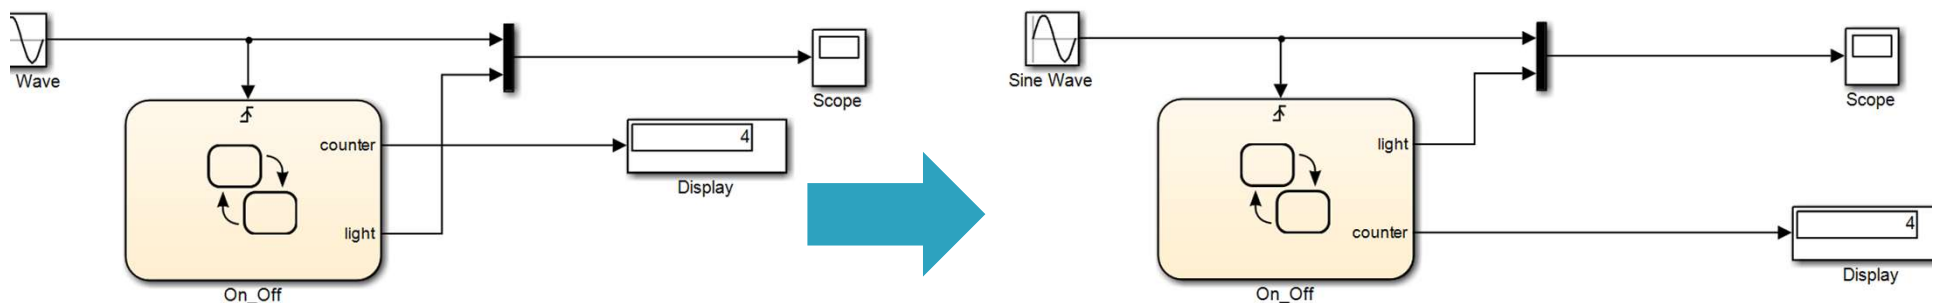 Wave
counter
light
On_Off
4
Display
Scope
Sine Wave
light
counter
On_Off
Scope
4
Display